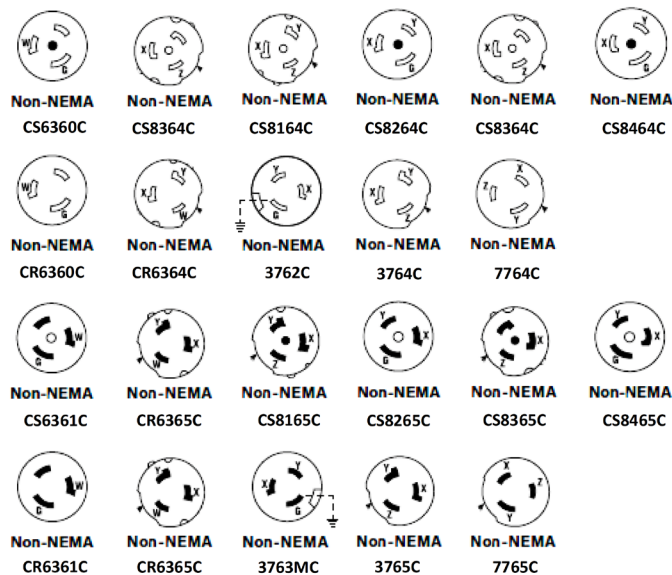 W G
X Z
X Y Z
X Y G
X Y Z
X Y G
Non-NEMA Non-NEMA Non-NEMA Non-NEMA Non-NEMA Non-NEMA
CS6360C CS8364C CS8164C CS8264C CS8364C CS8464C
W G
X Y W
Y X G
X Y Z
Z X Y
Non-NEMA Non-NEMA Non-NEMA Non-NEMA Non-NEMA
CR6360C CR6364C 3762C 3764C 7764C
W G
Y X W
Y X Z
Y X G
Y X Z
Y X G
Non-NEMA Non-NEMA Non-NEMA Non-NEMA Non-NEMA Non-NEMA
CS6361C CR6365C CS8165C CS8265C CS8365C CS8465C
W G
Y X W
Y X G
Y X Z
X Z Y
Non-NEMA Non-NEMA Non-NEMA Non-NEMA Non-NEMA
CR6361C CR6365C 3763MC 3765C 7765C